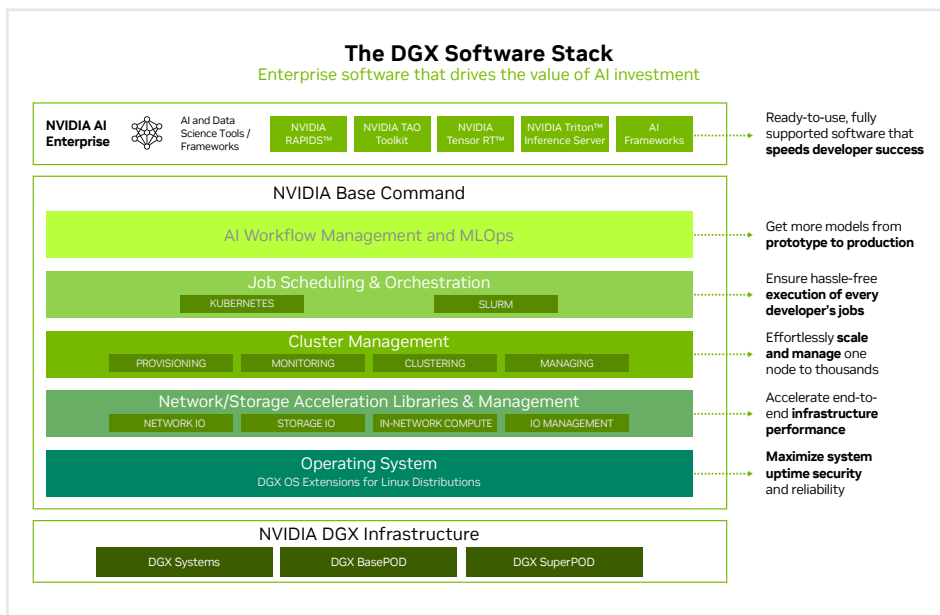 The DGX Software Stack
Enterprise software that drives the value of AI investment
NVIDIA AI
Enterprise
AI and Data
Science Tools /
Frameworks
NVIDIA
RAPIDS™
NVIDIA TAO
Toolkit
NVIDIA
Tensor RT™
NVIDIA Triton™
Inference Server
AI
Frameworks
Ready-to-use, fully
supported software that
speeds developer success
NVIDIA Base Command
AI Workflow Management and MLOps
Get more models from
prototype to production
Job Scheduling & Orchestration
KUBERNETES
SLURM
Ensure hassle-free
execution of every
developer's jobs
Cluster Management
PROVISIONING
MONITORING
CLUSTERING
MANAGING
Effortlessly scale
and manage one
node to thousands
Network/Storage Acceleration Libraries & Management
NETWORK IO
STORAGE IO
IN-NETWORK COMPUTE
IO MANAGEMENT
Accelerate end-to-
end infrastructure
performance
Operating System
DGX OS Extensions for Linux Distributions
Maximize system
uptime security
and reliability
NVIDIA DGX Infrastructure
DGX Systems
DGX BasePOD
DGX SuperPOD